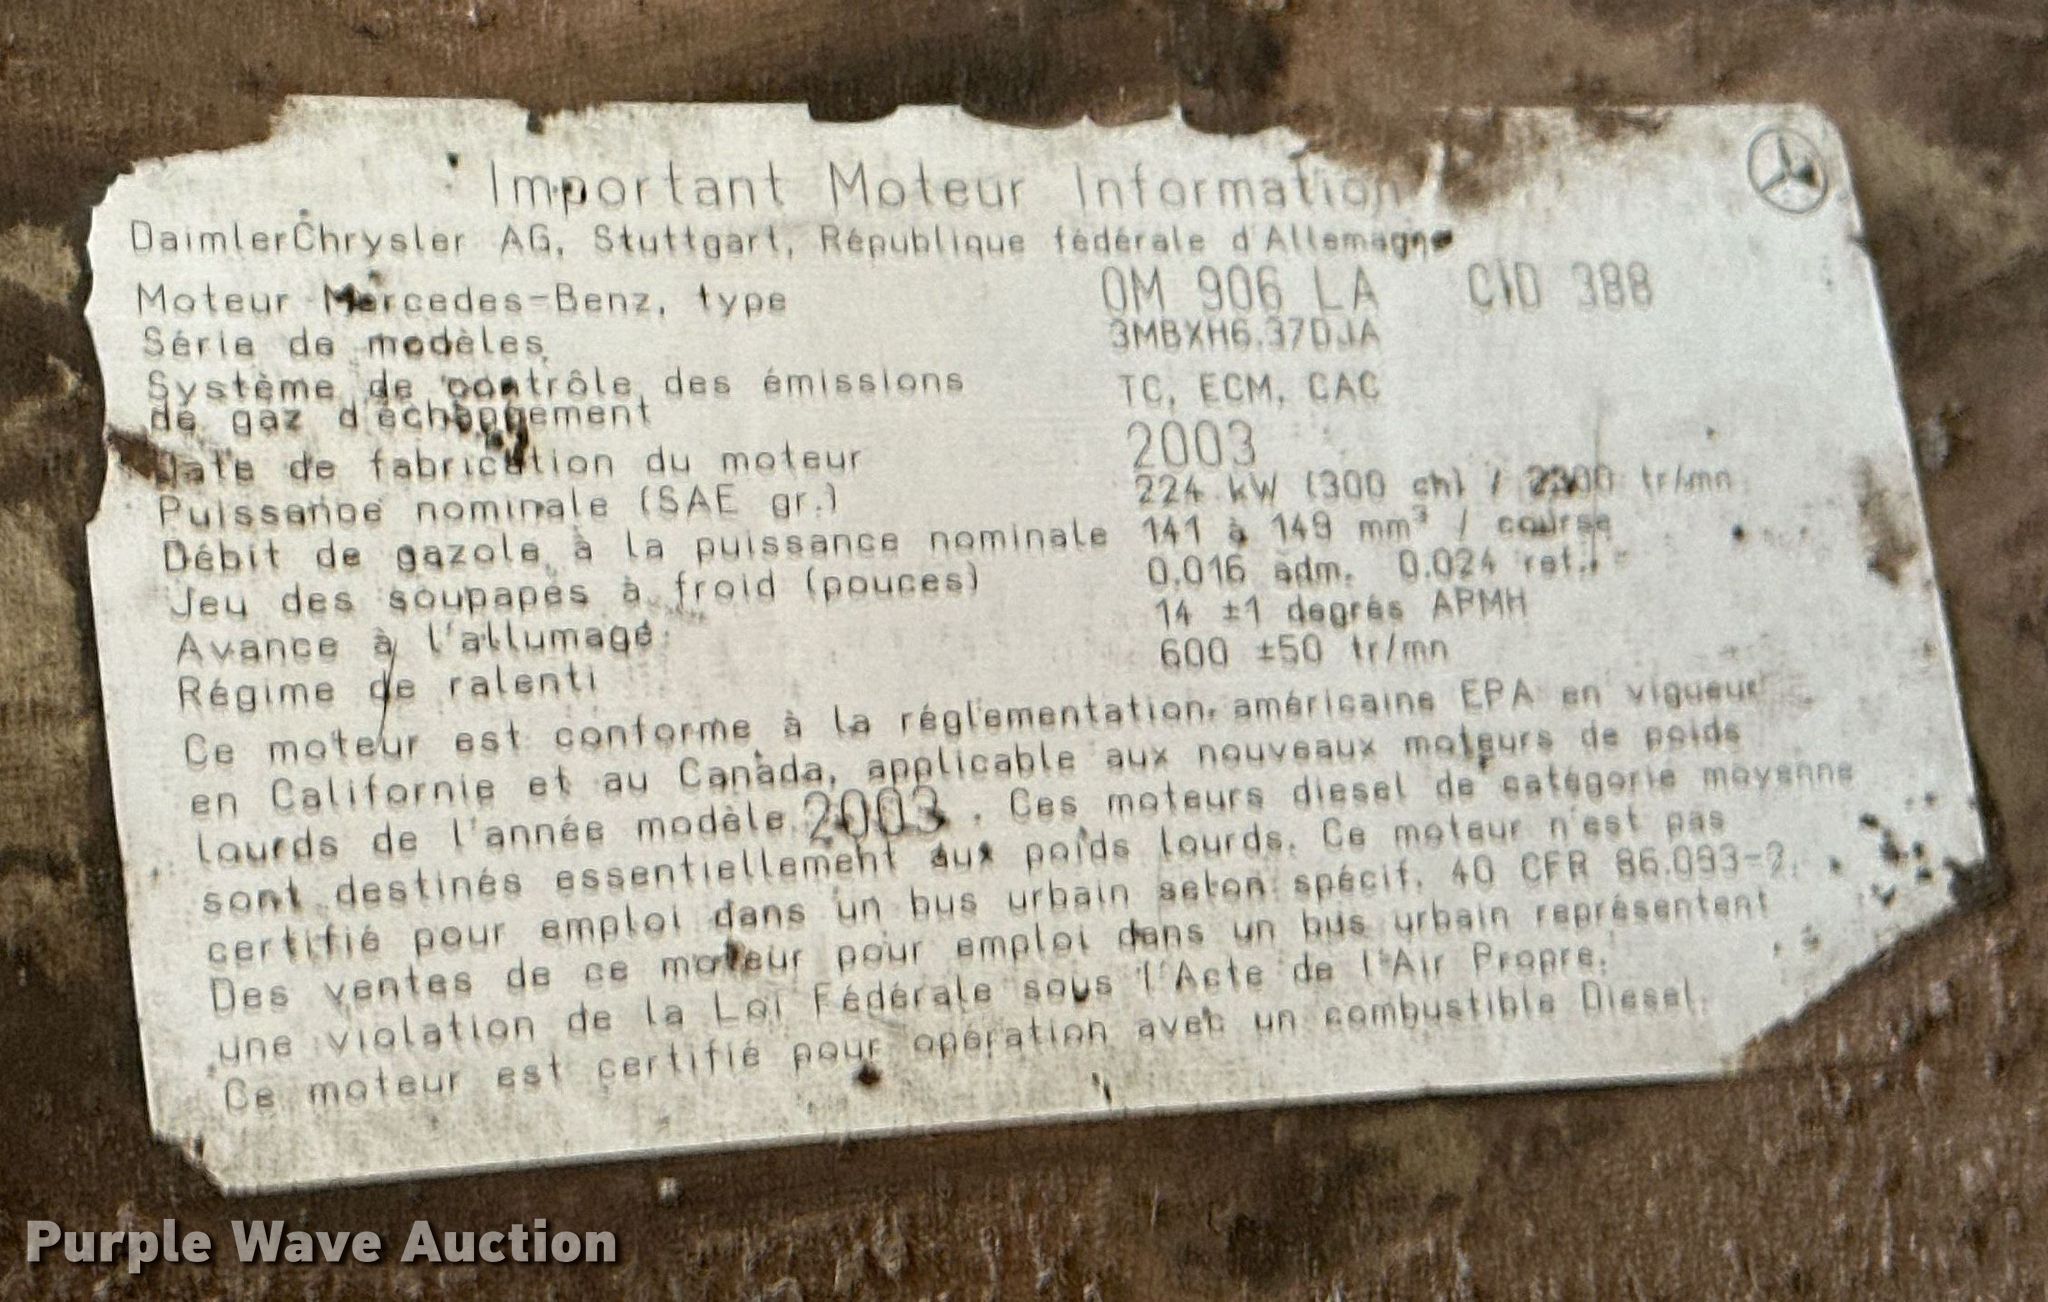 Important Moteur Information
DaimlerChrysler AG, Stuttgart, République fédérale d'Allemagne
Moteur Mercedes-Benz, type OM 906 LA CID 388
Série de modèles 3MBXH6.37DJA
Système de contrôle des émissions TC, ECM, CAC
de gaz d'échappement
Date de fabrication du moteur 2003
Puissance nominale (SAE gr.) 224 kW (300 ch) / 2300 tr/mn
Débit de gazole à la puissance nominale 141 à 149 mm³ / course
Jeu des soupapes à froid (pouces) 0.016 adm. 0.024 ref.
Avance à l'allumage 14 ±1 degrés APMH
Régime de ralenti 600 ±50 tr/mn
Ce moteur est conforme à la réglementation américaine EPA en vigueur
en Californie et au Canada, applicable aux nouveaux moteurs de poids
lourds de l'année modèle 2003. Ces moteurs diesel de catégorie moyenne
sont destinés essentiellement aux poids lourds. Ce moteur n'est pas
certifié pour emploi dans un bus urbain selon spécif. 40 CFR 86.093-2.
Des ventes de ce moteur pour emploi dans un bus urbain représentent
une violation de la Loi Fédérale sous l'Acte de l'Air Propre.
Ce moteur est certifié pour opération avec un combustible Diesel.
Purple Wave Auction